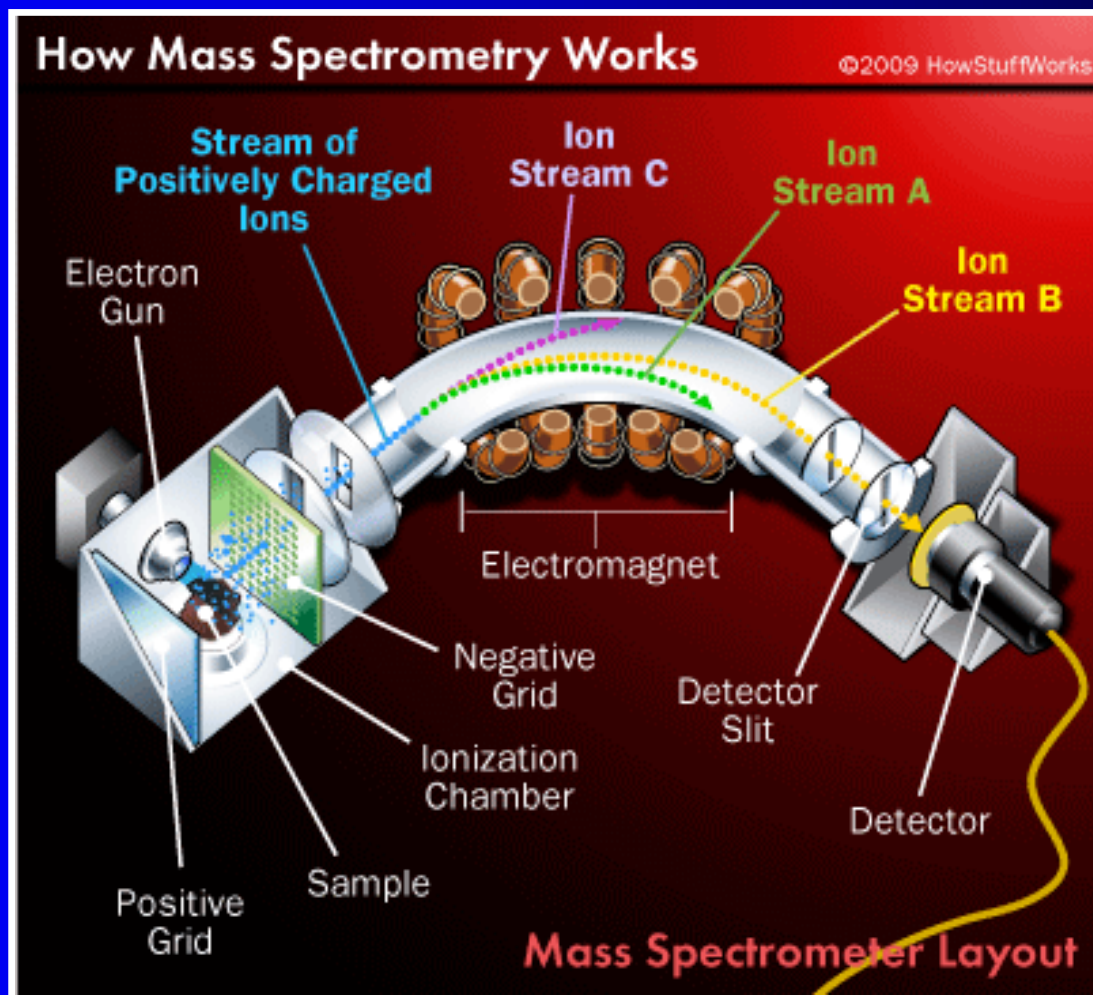 How Mass Spectrometry Works
©2009 HowStuffWorks
Stream of
Positively Charged
Ions
Ion
Stream C
Ion
Stream A
Ion
Stream B
Electron
Gun
Electromagnet
Negative
Grid
Detector
Slit
Ionization
Chamber
Detector
Sample
Positive
Grid
Mass Spectrometer Layout